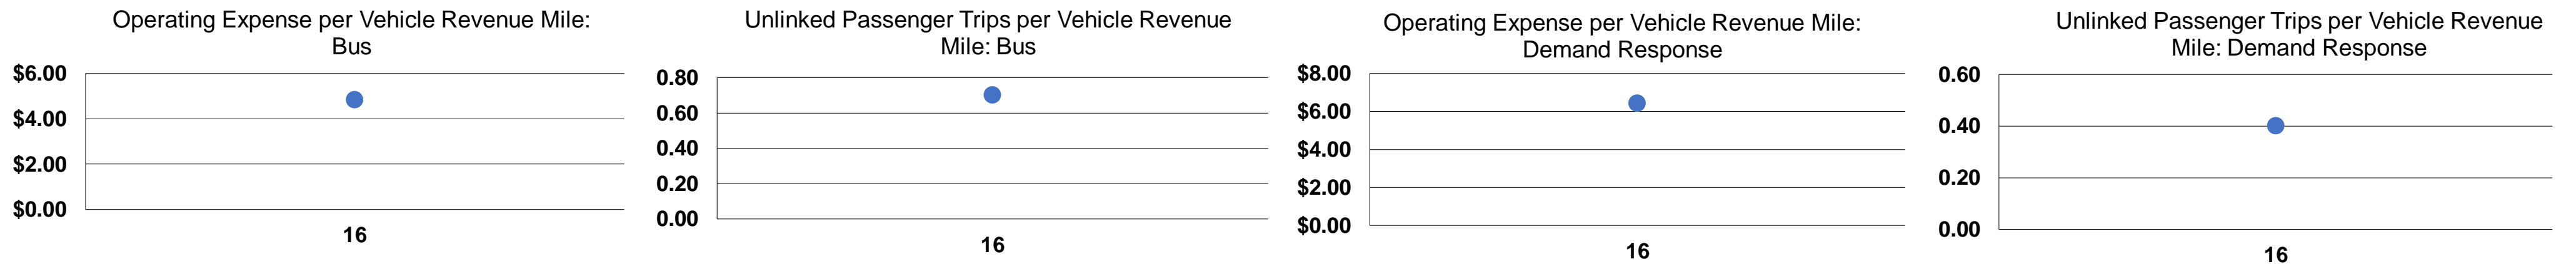 Operating Expense per Vehicle Revenue Mile:
Bus
$6.00
$4.00
$2.00
$0.00
16
Unlinked Passenger Trips per Vehicle Revenue
Mile: Bus
0.80
0.60
0.40
0.20
0.00
16
Operating Expense per Vehicle Revenue Mile:
Demand Response
$8.00
$6.00
$4.00
$2.00
$0.00
16
Unlinked Passenger Trips per Vehicle Revenue
Mile: Demand Response
0.60
0.40
0.20
0.00
16